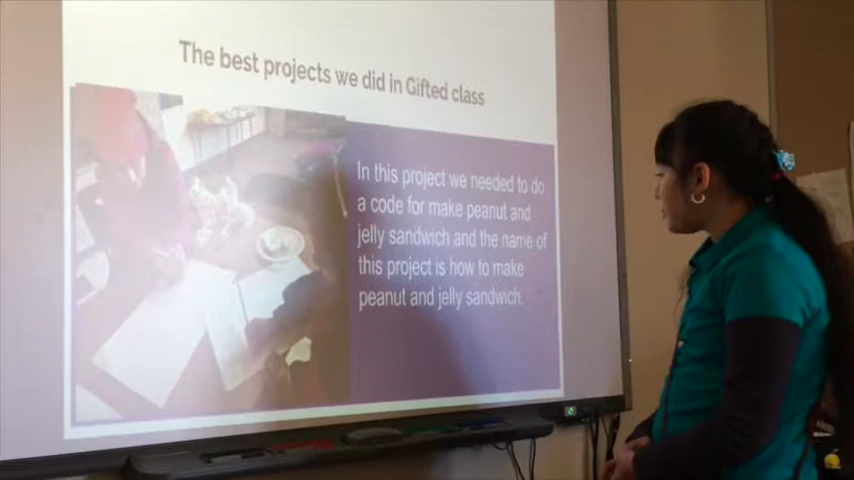 The best projects we did in Gifted class
In this project we needed to do
a code for make peanut and
jelly sandwich and the name of
this project is how to make
peanut and jelly sandwich.